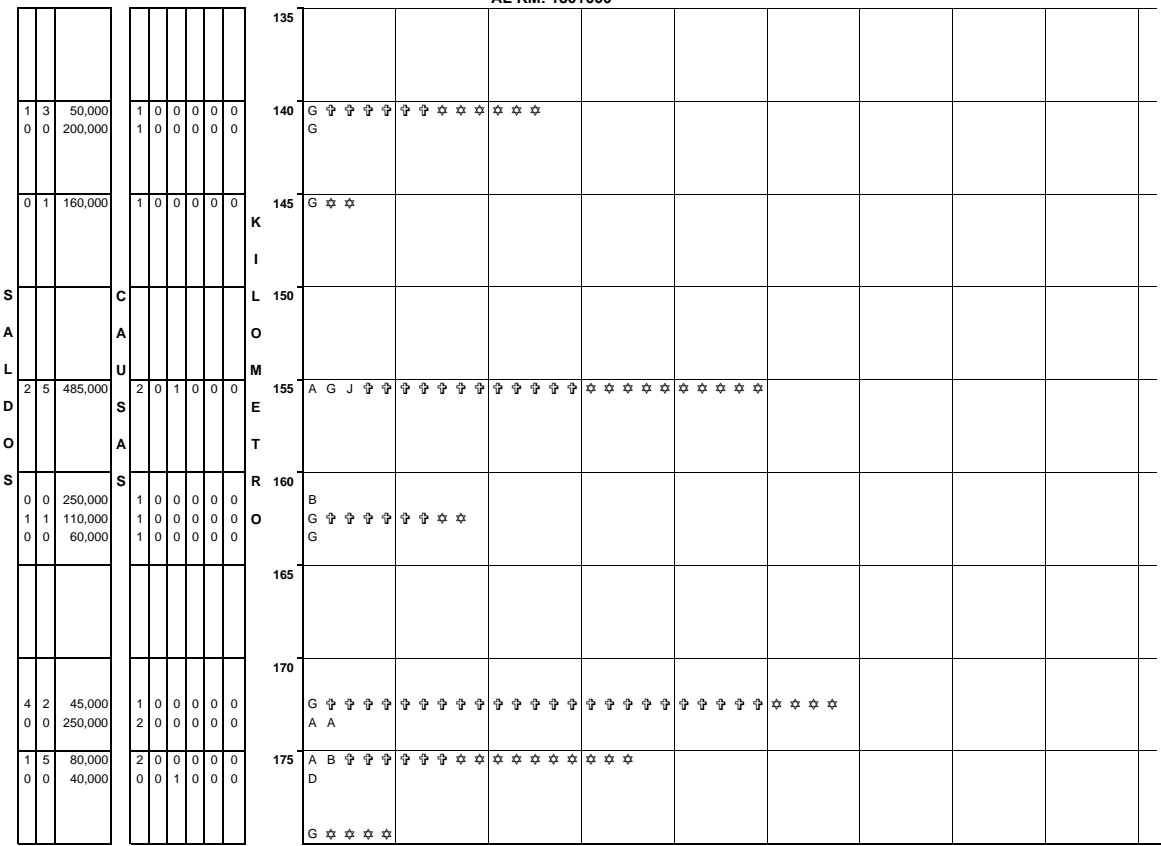 AL KM.
135
1 3 50,000 1 0 0 0 0 0 140 G ✞ ✞ ✞ ✞ ✞ ✞ ✡ ✡ ✡ ✡ ✡ ✡
0 0 200,000 1 0 0 0 0 0 G
0 1 160,000 1 0 0 0 0 0 145 G ✡ ✡
150
2 5 485,000 2 0 1 0 0 0 155 A G J ✞ ✞ ✞ ✞ ✞ ✞ ✞ ✞ ✞ ✞ ✞ ✞ ✡ ✡ ✡ ✡ ✡ ✡ ✡ ✡ ✡ ✡
160
0 0 250,000 1 0 0 0 0 0 B
1 1 110,000 1 0 0 0 0 0 G ✞ ✞ ✞ ✞ ✞ ✞ ✡ ✡
0 0 60,000 1 0 0 0 0 0 G
165
170
4 2 45,000 1 0 0 0 0 0 G ✞ ✞ ✞ ✞ ✞ ✞ ✞ ✞ ✞ ✞ ✞ ✞ ✞ ✞ ✞ ✞ ✞ ✞ ✞ ✞ ✞ ✞ ✞ ✞ ✡ ✡ ✡ ✡
0 0 250,000 2 0 0 0 0 0 A A
1 5 80,000 2 0 0 0 0 0 175 A B ✞ ✞ ✞ ✞ ✞ ✞ ✡ ✡ ✡ ✡ ✡ ✡ ✡ ✡ ✡ ✡
0 0 40,000 0 0 1 0 0 0 D
G ✡ ✡ ✡ ✡
SALDOS
CAUSAS
KILOMETRO